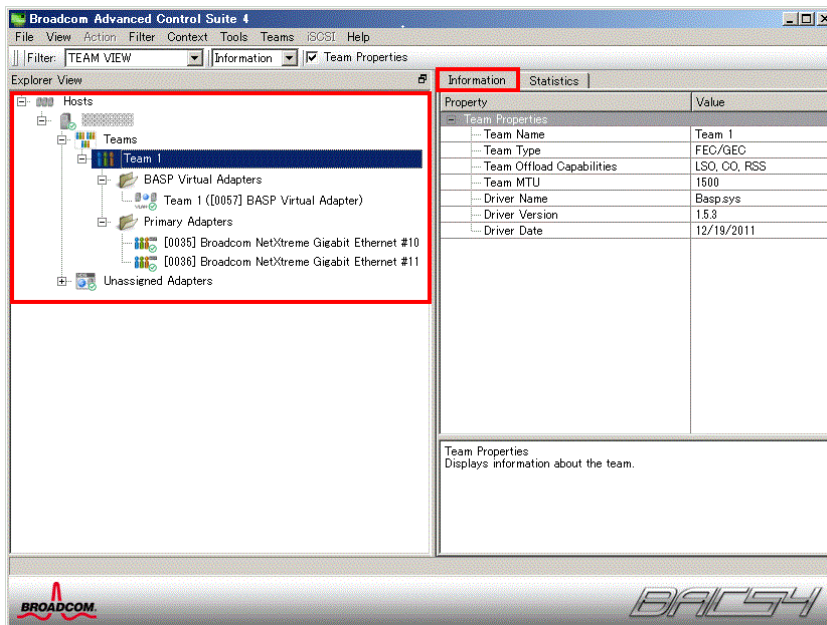 Broadcom Advanced Control Suite 4
File View Action Filter Context Tools Teams iSCSI Help
Filter: TEAM VIEW Information Team Properties
Explorer View
Hosts
Teams
Team 1
BASP Virtual Adapters
Team 1 ([0057] BASP Virtual Adapter)
Primary Adapters
[0035] Broadcom NetXtreme Gigabit Ethernet #10
[0036] Broadcom NetXtreme Gigabit Ethernet #11
Unassigned Adapters
Information Statistics
Property Value
Team Properties
Team Name Team 1
Team Type FEC/GEC
Team Offload Capabilities LSO, CO, RSS
Team MTU 1500
Driver Name Basp.sys
Driver Version 1.5.3
Driver Date 12/19/2011
Team Properties
Displays information about the team.
BROADCOM.
BACS4